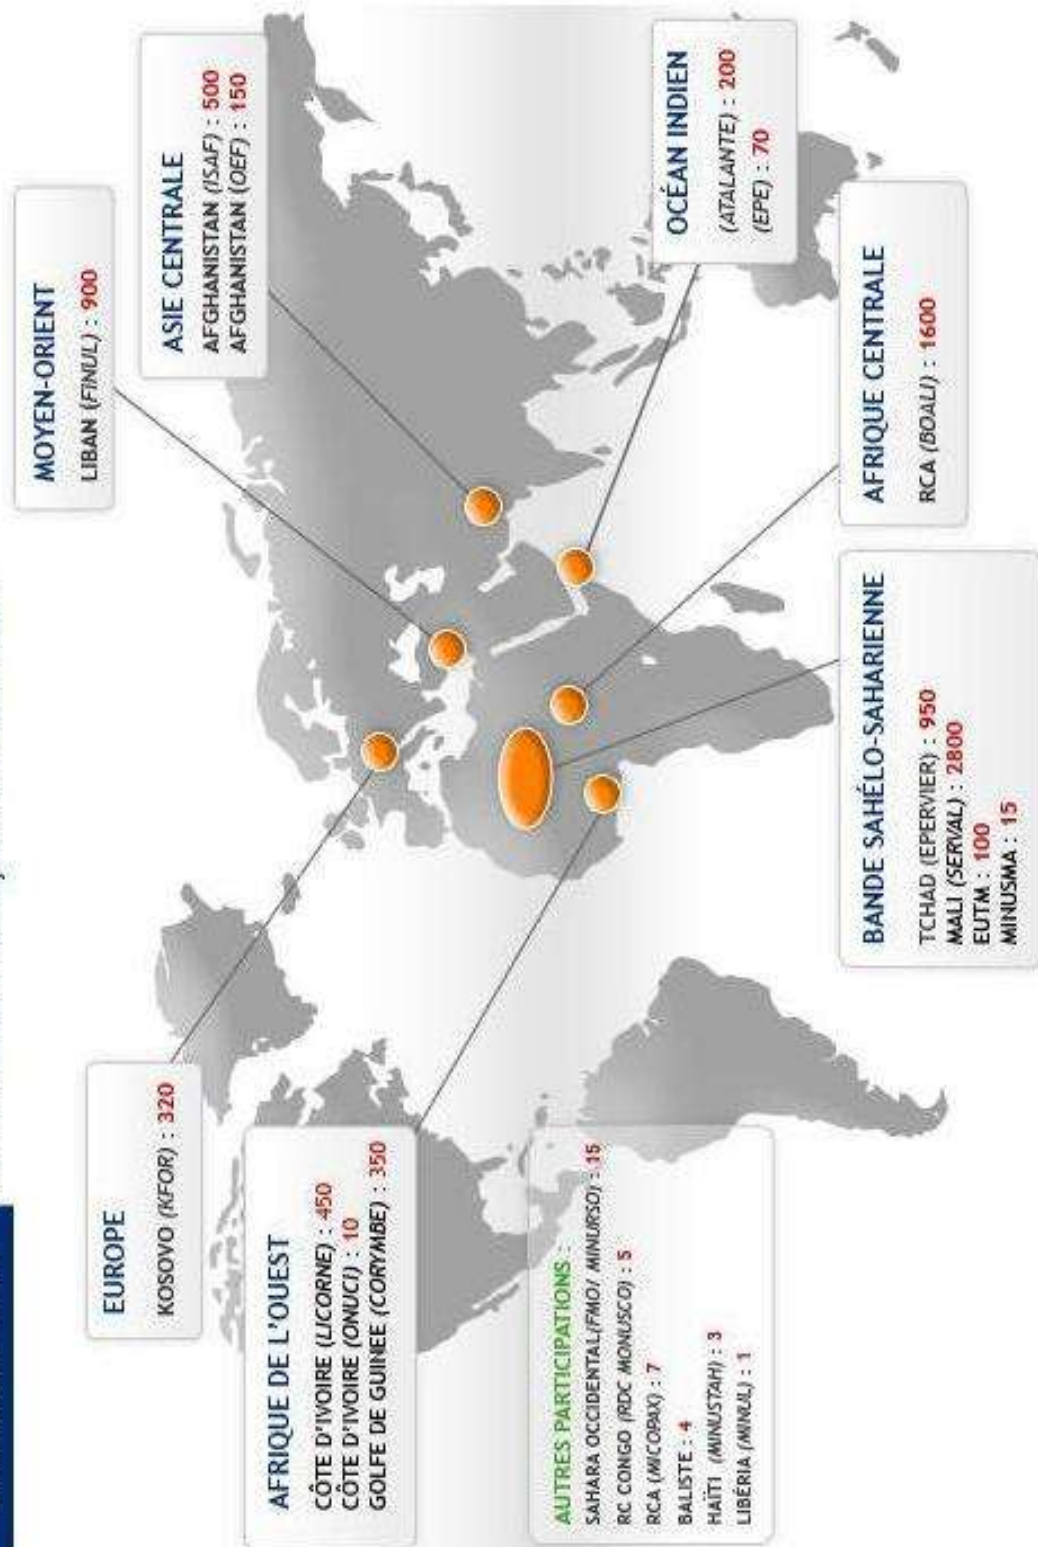 EUROPE
KOSOVO (KFOR) : 320
MOYEN-ORIENT
LIBAN (FINUL) : 900
ASIE CENTRALE
AFGHANISTAN (ISAF) : 500
AFGHANISTAN (OEF) : 150
AFRIQUE DE L'OUEST
CÔTE D'IVOIRE (LICORNE) : 450
CÔTE D'IVOIRE (ONUCI) : 10
GOLFE DE GUINEE (CORYMBE) : 350
AUTRES PARTICIPATIONS :
SAHARA OCCIDENTAL(FMO/ MINURSO) : 15
RC CONGO (RDC MONUSCO) : 5
RCA (MICOPAX) : 7
BALISTE : 4
HAÏTI (MINUSTAH) : 3
LIBÉRIA (MINUL) : 1
BANDE SAHÉLO-SAHARIENNE
TCHAD (EPERVIER) : 950
MALI (SERVAL) : 2800
EUTM : 100
MINUSMA : 15
AFRIQUE CENTRALE
RCA (BOALI) : 1600
OCÉAN INDIEN
(ATALANTE) : 200
(EPE) : 70